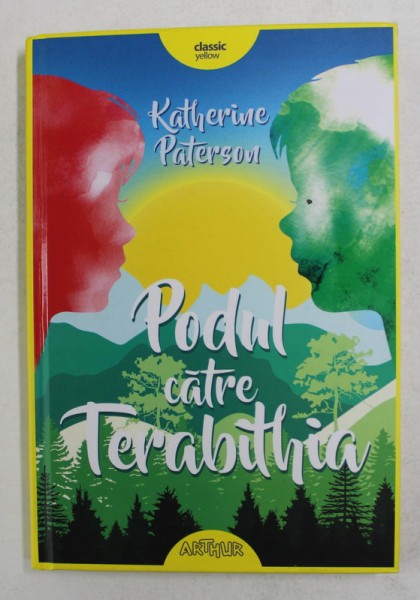 classic
yellow
Katherine
Paterson
Podul
către
Terabithia
ARTHUR